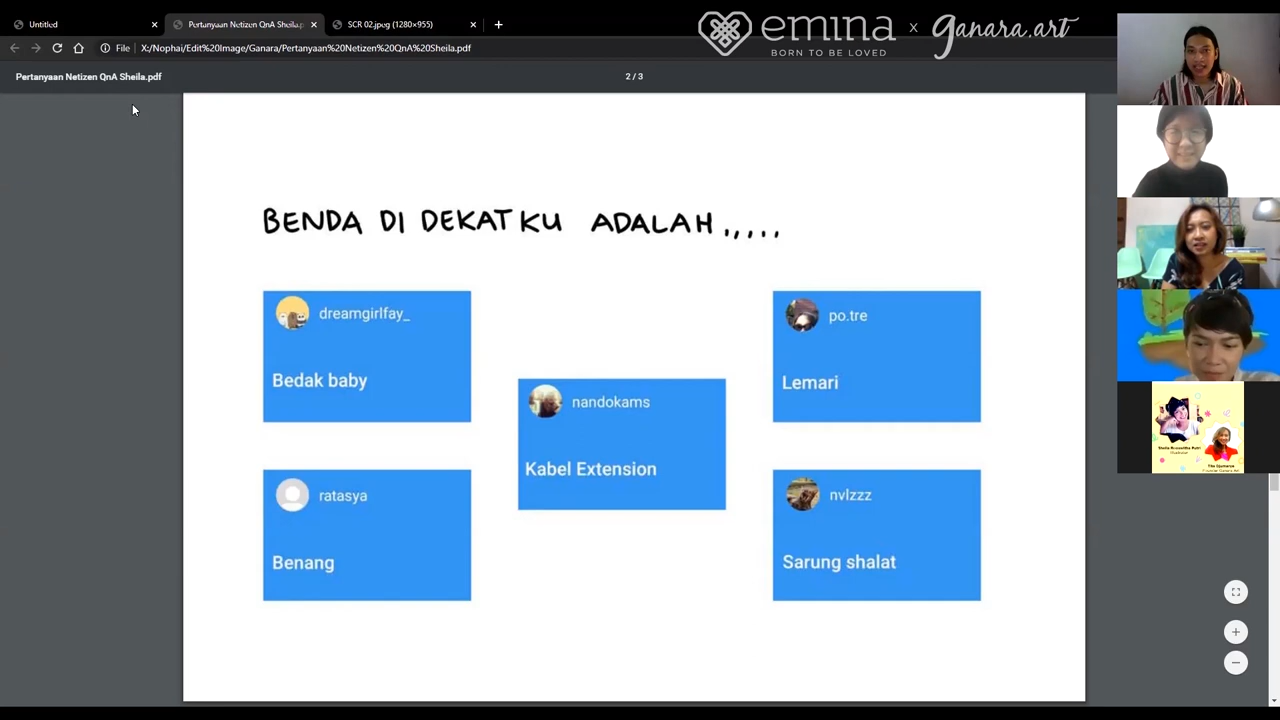 Untitled
Pertanyaan Netizen QnA Sheila.p
SCR 02.jpeg (1280×955)
File
X:/Nophai/Edit%20Image/Ganara/Pertanyaan%20Netizen%20QnA%20Sheila.pdf
emina x ganara.art
BORN TO BE LOVED
Pertanyaan Netizen QnA Sheila.pdf
2 / 3
BENDA DI DEKATKU ADALAH , , , , ,
dreamgirlfay_
Bedak baby
po.tre
Lemari
nandokams
Kabel Extension
ratasya
Benang
nvlzzz
Sarung shalat